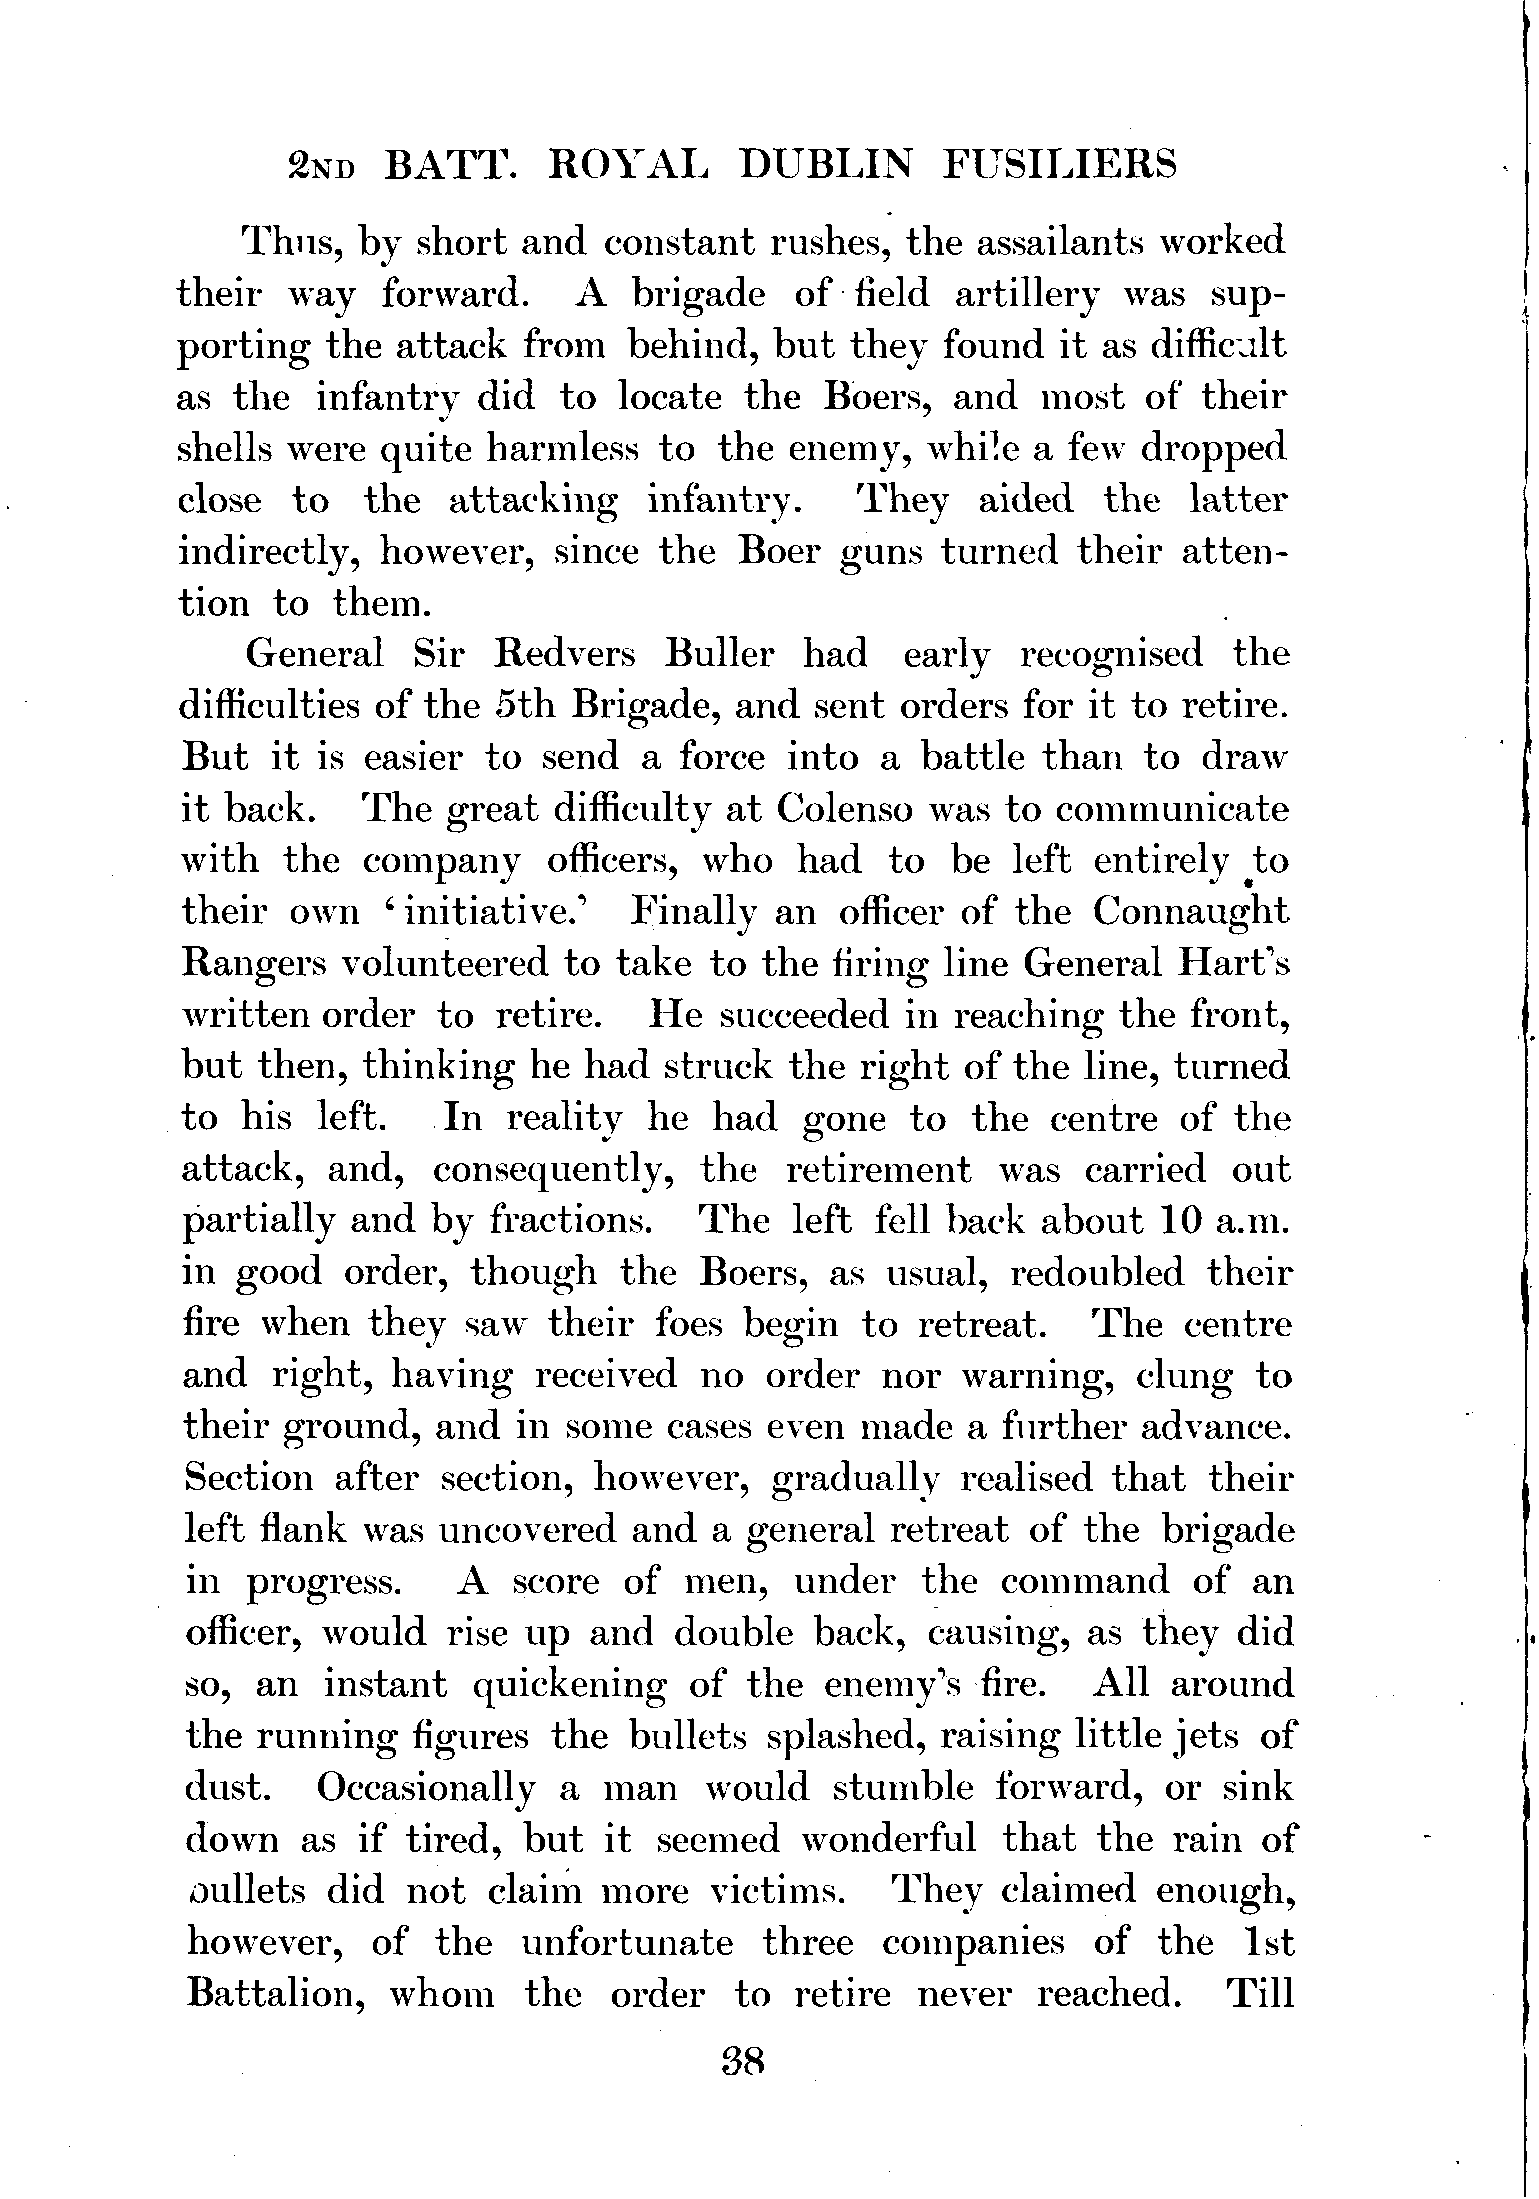 2ND BATT. ROYAL DUBLIN FUSILIERS
Thus, by short and constant rushes, the assailants worked
their way forward. A brigade of field artillery was sup-
porting the attack from behind, but they found it as difficult
as the infantry did to locate the Boers, and most of their
shells were quite harmless to the enemy, while a few dropped
close to the attacking infantry. They aided the latter
indirectly, however, since the Boer guns turned their atten-
tion to them.
General Sir Redvers Buller had early recognised the
difficulties of the 5th Brigade, and sent orders for it to retire.
But it is easier to send a force into a battle than to draw
it back. The great difficulty at Colenso was to communicate
with the company officers, who had to be left entirely to
their own ‘initiative.’ Finally an officer of the Connaught
Rangers volunteered to take to the firing line General Hart's
written order to retire. He succeeded in reaching the front,
but then, thinking he had struck the right of the line, turned
to his left. In reality he had gone to the centre of the
attack, and, consequently, the retirement was carried out
partially and by fractions. The left fell back about 10 a.m.
in good order, though the Boers, as usual, redoubled their
fire when they saw their foes begin to retreat. The centre
and right, having received no order nor warning, clung to
their ground, and in some cases even made a further advance.
Section after section, however, gradually realised that their
left flank was uncovered and a general retreat of the brigade
in progress. A score of men, under the command of an
officer, would rise up and double back, causing, as they did
so, an instant quickening of the enemy's fire. All around
the running figures the bullets splashed, raising little jets of
dust. Occasionally a man would stumble forward, or sink
down as if tired, but it seemed wonderful that the rain of
bullets did not claim more victims. They claimed enough,
however, of the unfortunate three companies of the 1st
Battalion, whom the order to retire never reached. Till
38